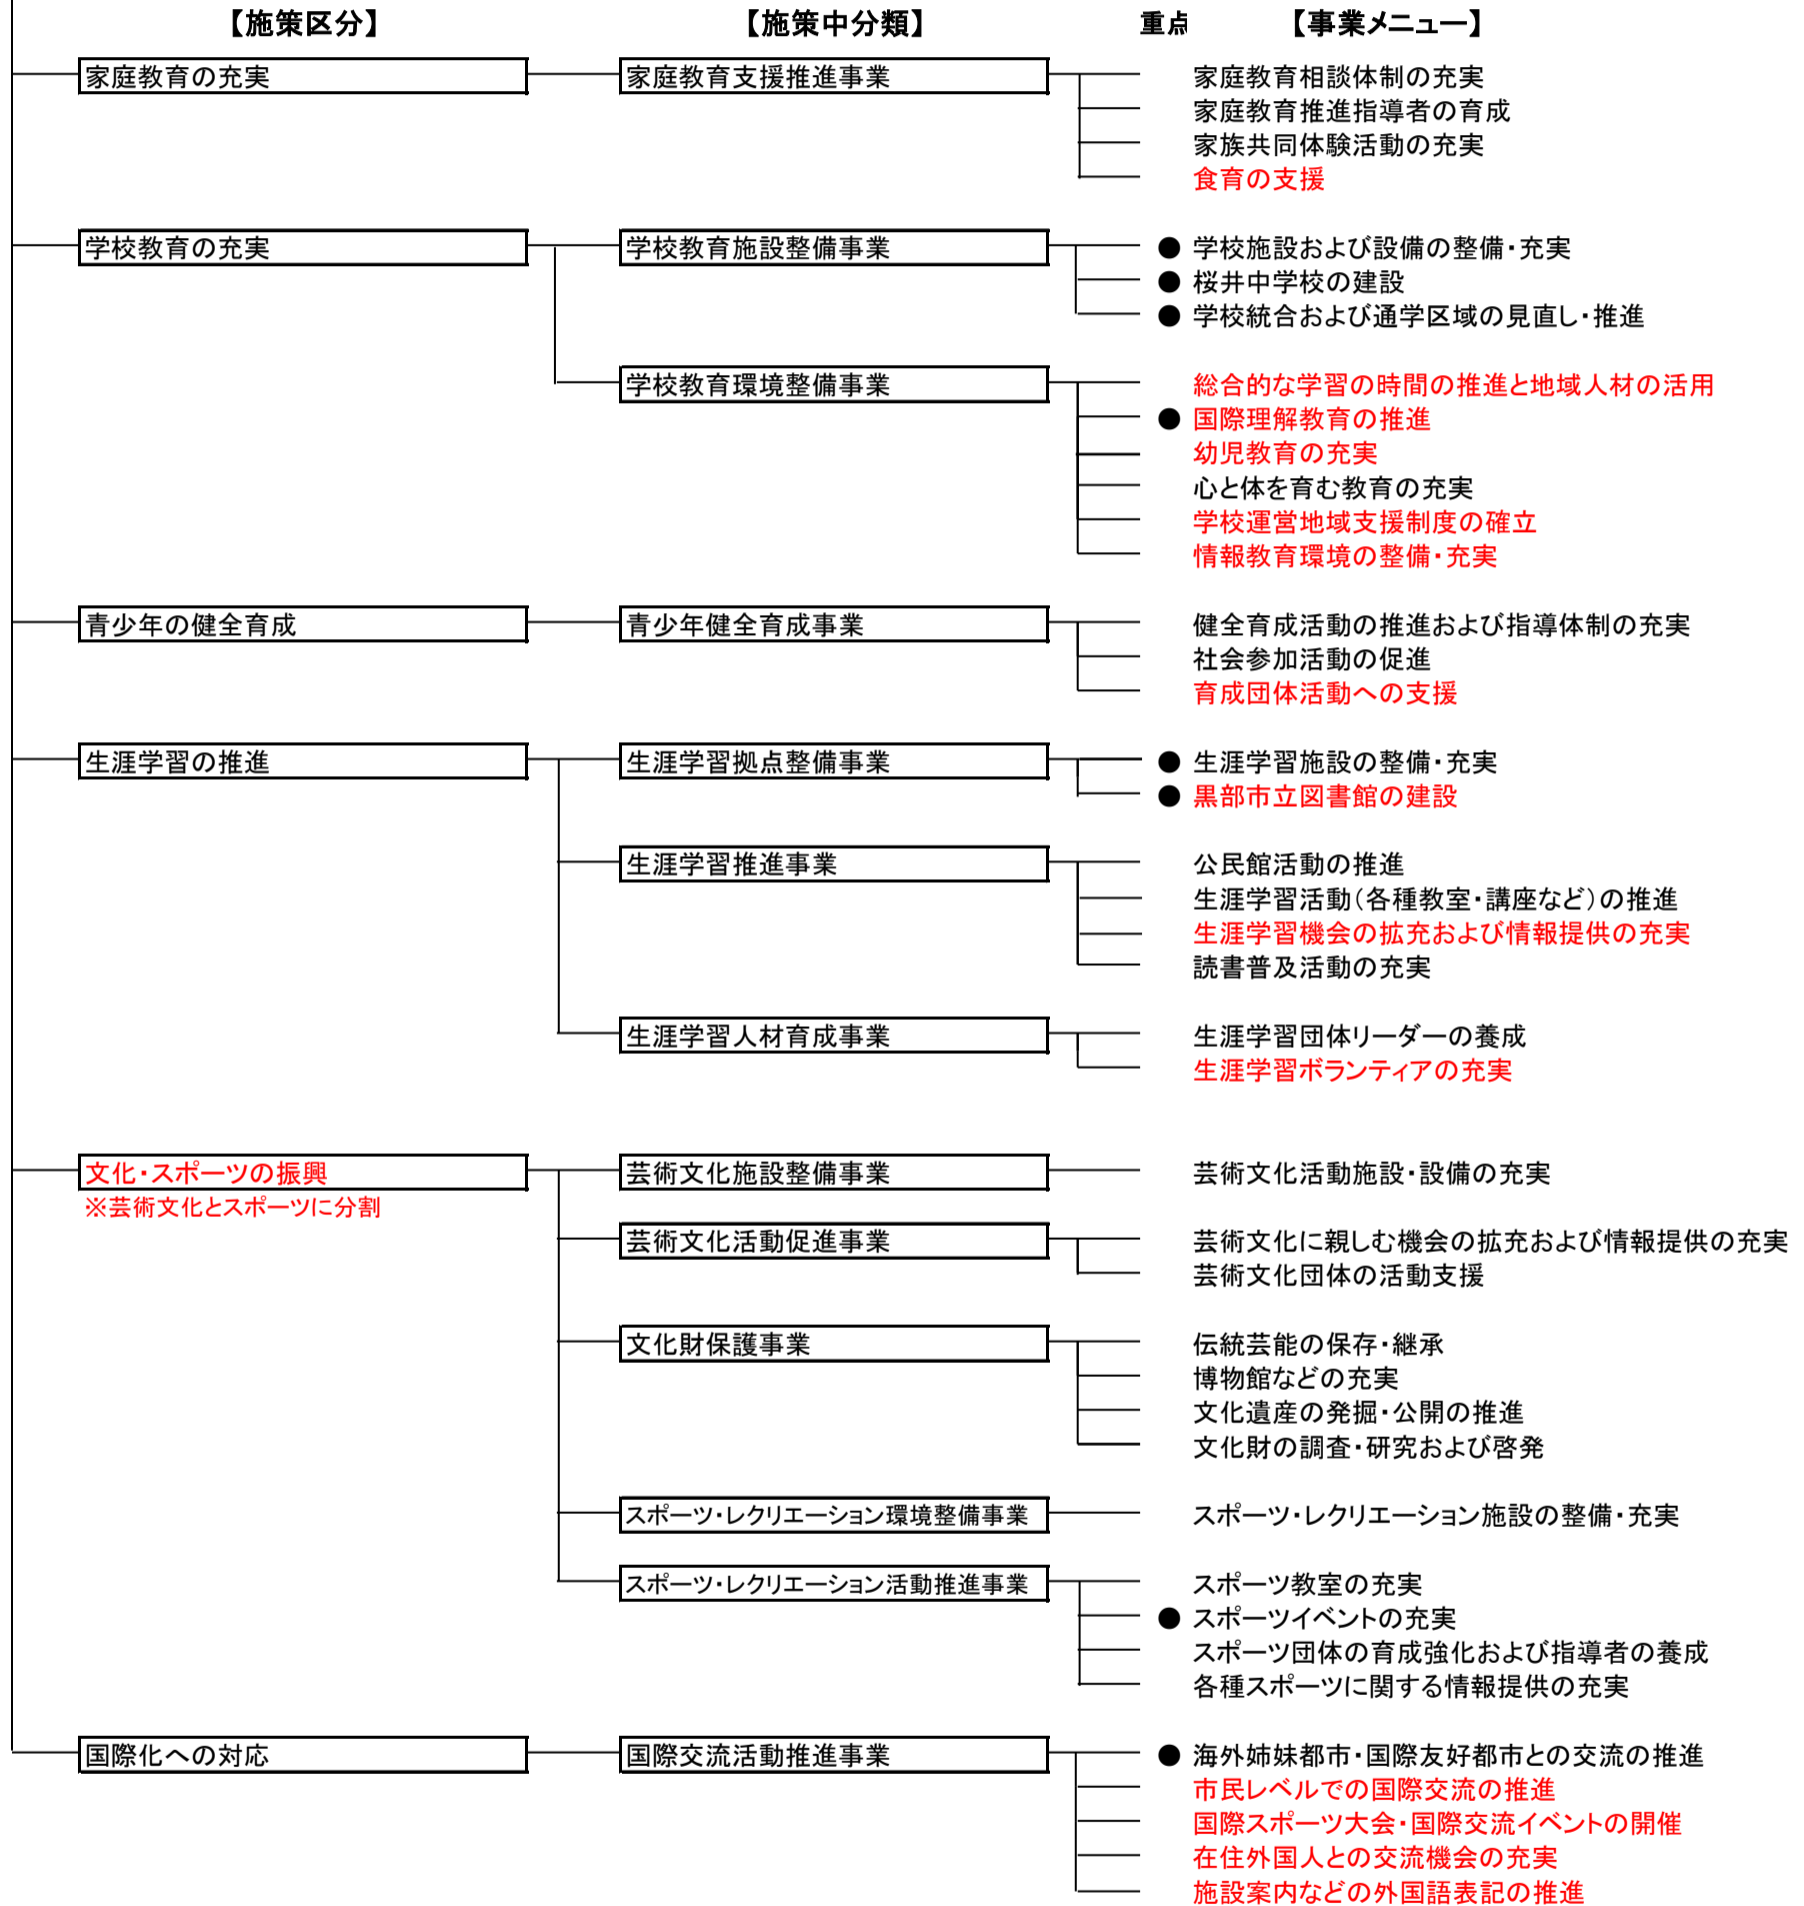 【施策区分】 【施策中分類】 重点 【事業メニュー】
家庭教育の充実 家庭教育支援推進事業 家庭教育相談体制の充実
家庭教育推進指導者の育成
家族共同体験活動の充実
食育の支援
学校教育の充実 学校教育施設整備事業 ● 学校施設および設備の整備・充実
● 桜井中学校の建設
● 学校統合および通学区域の見直し・推進
学校教育環境整備事業 総合的な学習の時間の推進と地域人材の活用
● 国際理解教育の推進
幼児教育の充実
心と体を育む教育の充実
学校運営地域支援制度の確立
情報教育環境の整備・充実
青少年の健全育成 青少年健全育成事業 健全育成活動の推進および指導体制の充実
社会参加活動の促進
育成団体活動への支援
生涯学習の推進 生涯学習拠点整備事業 ● 生涯学習施設の整備・充実
● 黒部市立図書館の建設
生涯学習推進事業 公民館活動の推進
生涯学習活動（各種教室・講座など）の推進
生涯学習機会の拡充および情報提供の充実
読書普及活動の充実
生涯学習人材育成事業 生涯学習団体リーダーの養成
生涯学習ボランティアの充実
文化・スポーツの振興 芸術文化施設整備事業 芸術文化活動施設・設備の充実
※芸術文化とスポーツに分割
芸術文化活動促進事業 芸術文化に親しむ機会の拡充および情報提供の充実
芸術文化団体の活動支援
文化財保護事業 伝統芸能の保存・継承
博物館などの充実
文化遺産の発掘・公開の推進
文化財の調査・研究および啓発
スポーツ・レクリエーション環境整備事業 スポーツ・レクリエーション施設の整備・充実
スポーツ・レクリエーション活動推進事業 スポーツ教室の充実
● スポーツイベントの充実
スポーツ団体の育成強化および指導者の養成
各種スポーツに関する情報提供の充実
国際化への対応 国際交流活動推進事業 ● 海外姉妹都市・国際友好都市との交流の推進
市民レベルでの国際交流の推進
国際スポーツ大会・国際交流イベントの開催
在住外国人との交流機会の充実
施設案内などの外国語表記の推進